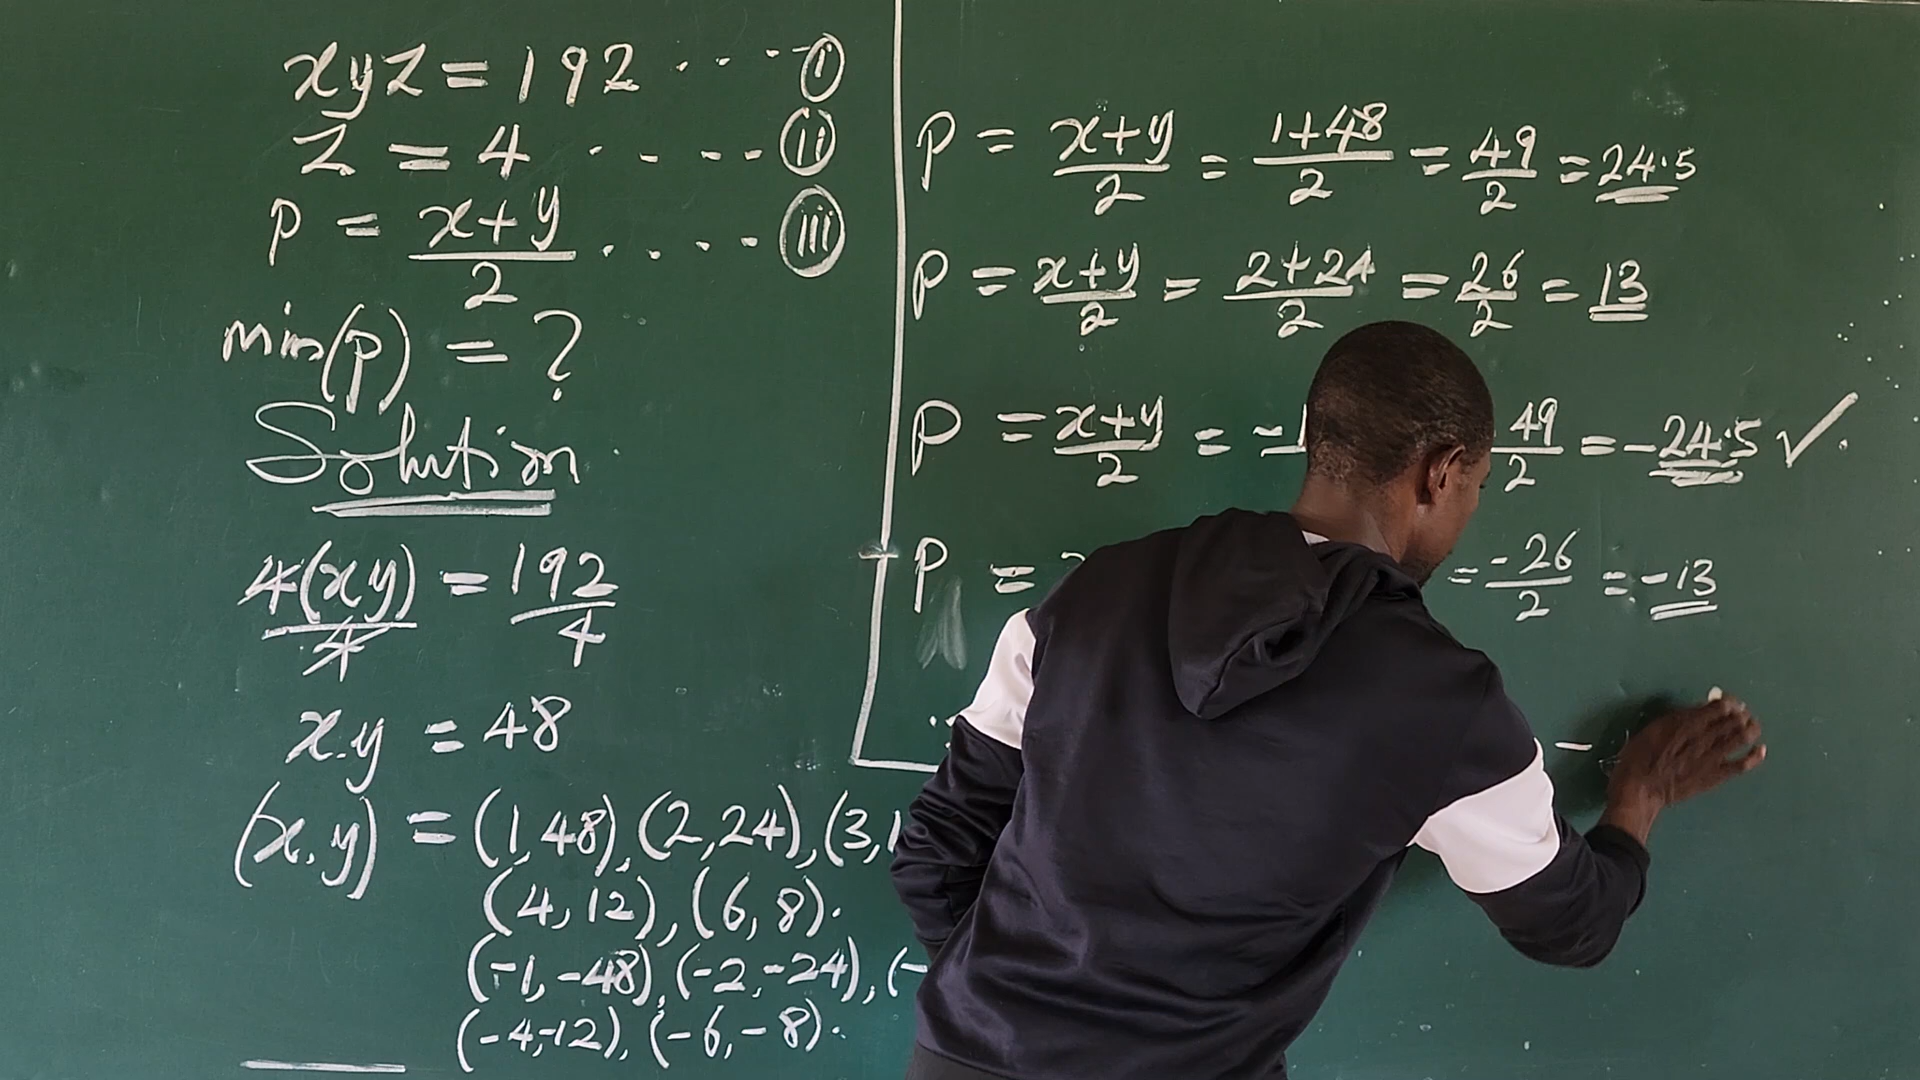 xyz = 192 ... (i)
z = 4 .... (ii)
P = x+y/2 .... (iii)
min(p) = ?
Solution
4(xy)/4 = 192/4
x.y = 48
(x,y) = (1,48), (2,24), (3,1
(4,12), (6,8).
(-1,-48), (-2,-24), (-
(-4,-12), (-6,-8).
P = x+y/2 = 1+48/2 = 49/2 = 24.5
P = x+y/2 = 2+24/2 = 26/2 = 13
P = x+y/2 = -1 49/2 = -24.5 ✓.
P = = -26/2 = -13
-